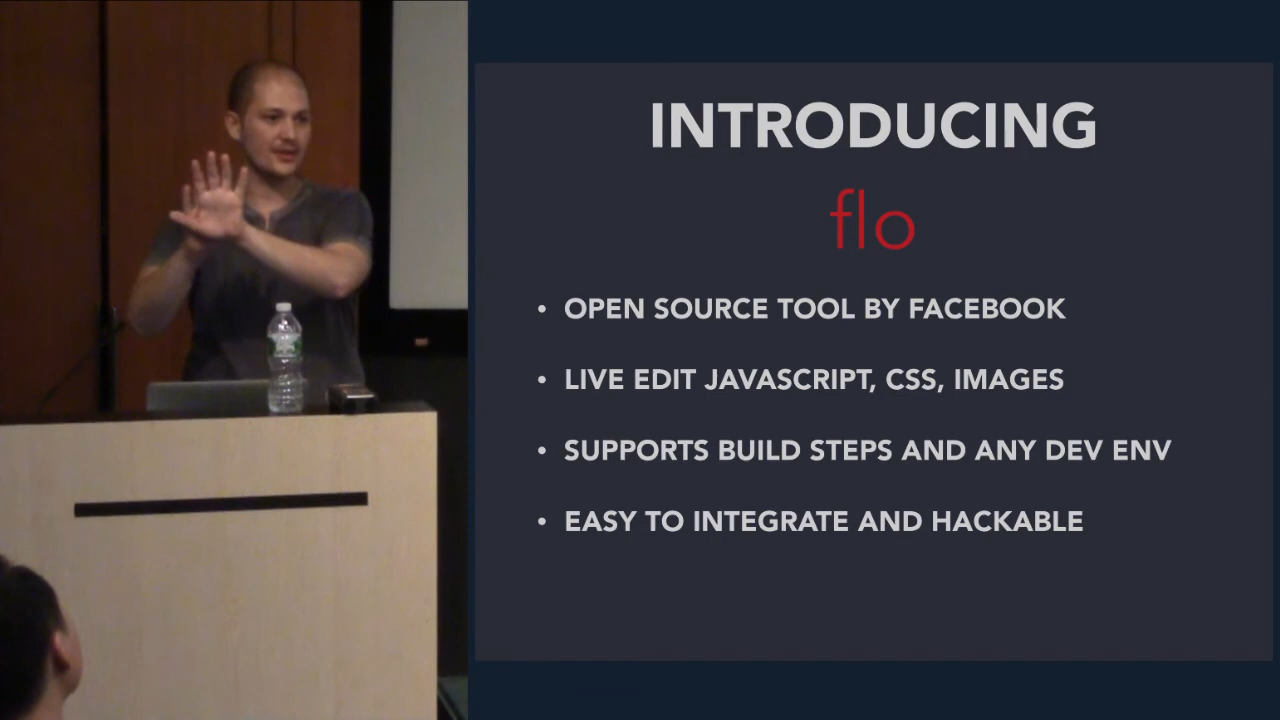 INTRODUCING
flo
• OPEN SOURCE TOOL BY FACEBOOK
• LIVE EDIT JAVASCRIPT, CSS, IMAGES
• SUPPORTS BUILD STEPS AND ANY DEV ENV
• EASY TO INTEGRATE AND HACKABLE